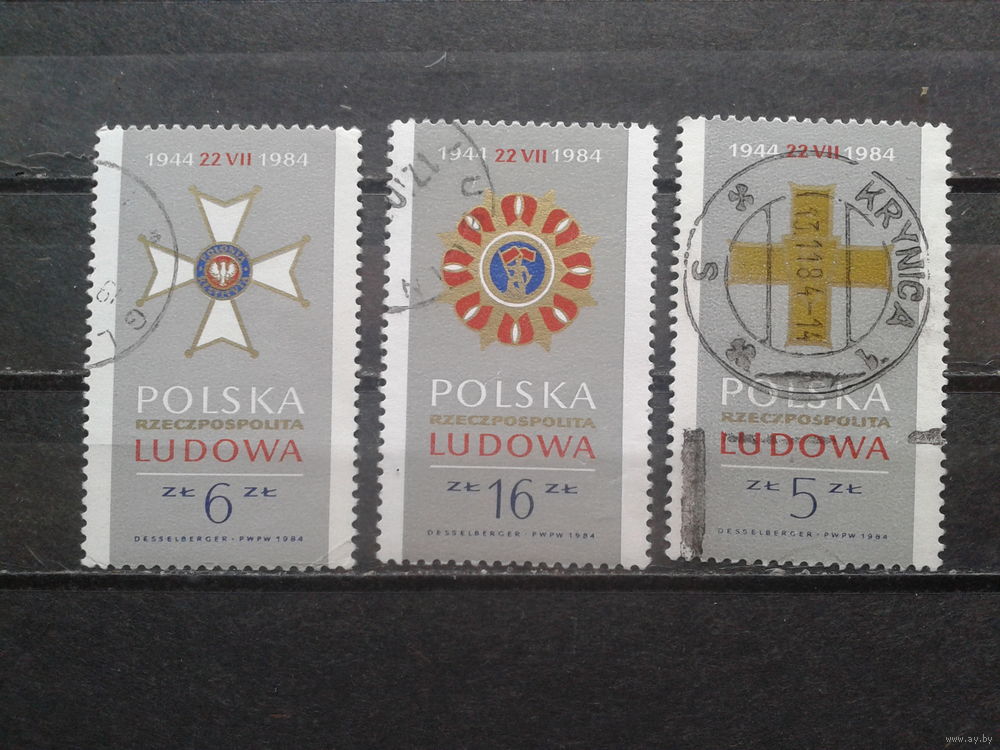 1944 22 VII 1984
POLONIA
POLSKA
RZECZPOSPOLITA
LUDOWA
ZŁ 6 ZŁ
DESSELBERGER · PWPW 1984
1944 22 VII 1984
POLSKA
RZECZPOSPOLITA
LUDOWA
ZŁ 16 ZŁ
DESSELBERGER · PWPW 1984
1944 22 VII 1984
KRYNICA
POLSKA
RZECZPOSPOLITA
LUDOWA
ZŁ 5 ZŁ
DESSELBERGER · PWPW 1984
www.ay.by